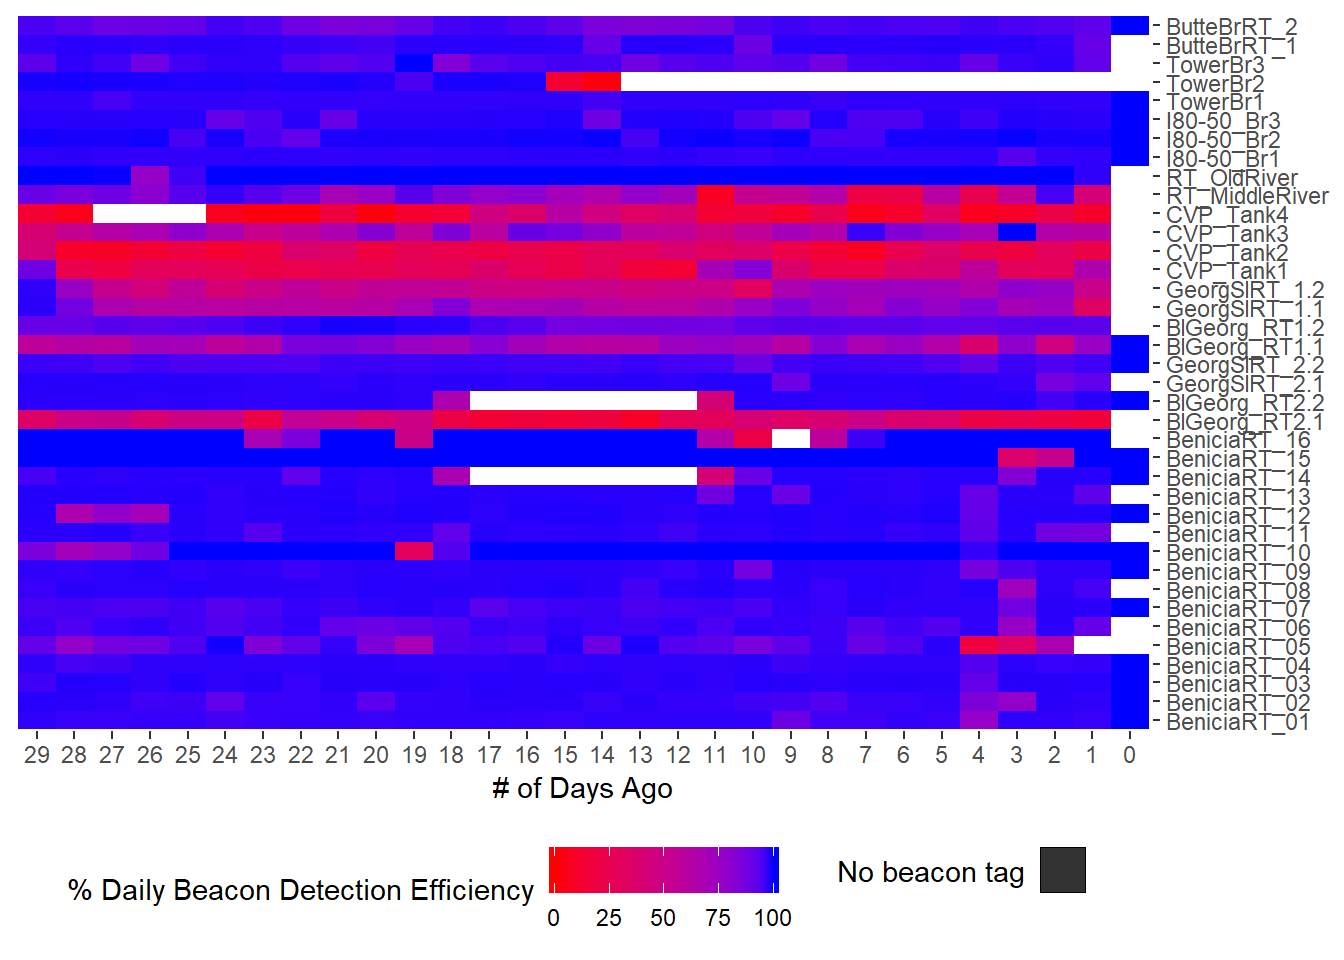 ButteBrRT_2
ButteBrRT_1
TowerBr3
TowerBr2
TowerBr1
I80-50_Br3
I80-50_Br2
I80-50_Br1
RT_OldRiver
RT_MiddleRiver
CVP_Tank4
CVP_Tank3
CVP_Tank2
CVP_Tank1
GeorgSlRT_1.2
GeorgSlRT_1.1
BlGeorg_RT1.2
BlGeorg_RT1.1
GeorgSlRT_2.2
GeorgSlRT_2.1
BlGeorg_RT2.2
BlGeorg_RT2.1
BeniciaRT_16
BeniciaRT_15
BeniciaRT_14
BeniciaRT_13
BeniciaRT_12
BeniciaRT_11
BeniciaRT_10
BeniciaRT_09
BeniciaRT_08
BeniciaRT_07
BeniciaRT_06
BeniciaRT_05
BeniciaRT_04
BeniciaRT_03
BeniciaRT_02
BeniciaRT_01
29 28 27 26 25 24 23 22 21 20 19 18 17 16 15 14 13 12 11 10 9 8 7 6 5 4 3 2 1 0
# of Days Ago
% Daily Beacon Detection Efficiency
0 25 50 75 100
No beacon tag